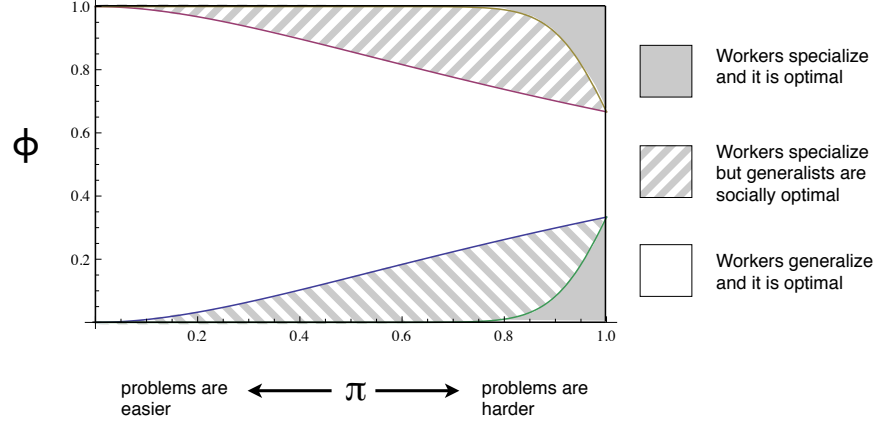 1.0
0.8
0.6
0.4
0.2
ϕ
0.2 0.4 0.6 0.8 1.0
problems are
easier
π
problems are
harder
Workers specialize
and it is optimal
Workers specialize
but generalists are
socially optimal
Workers generalize
and it is optimal